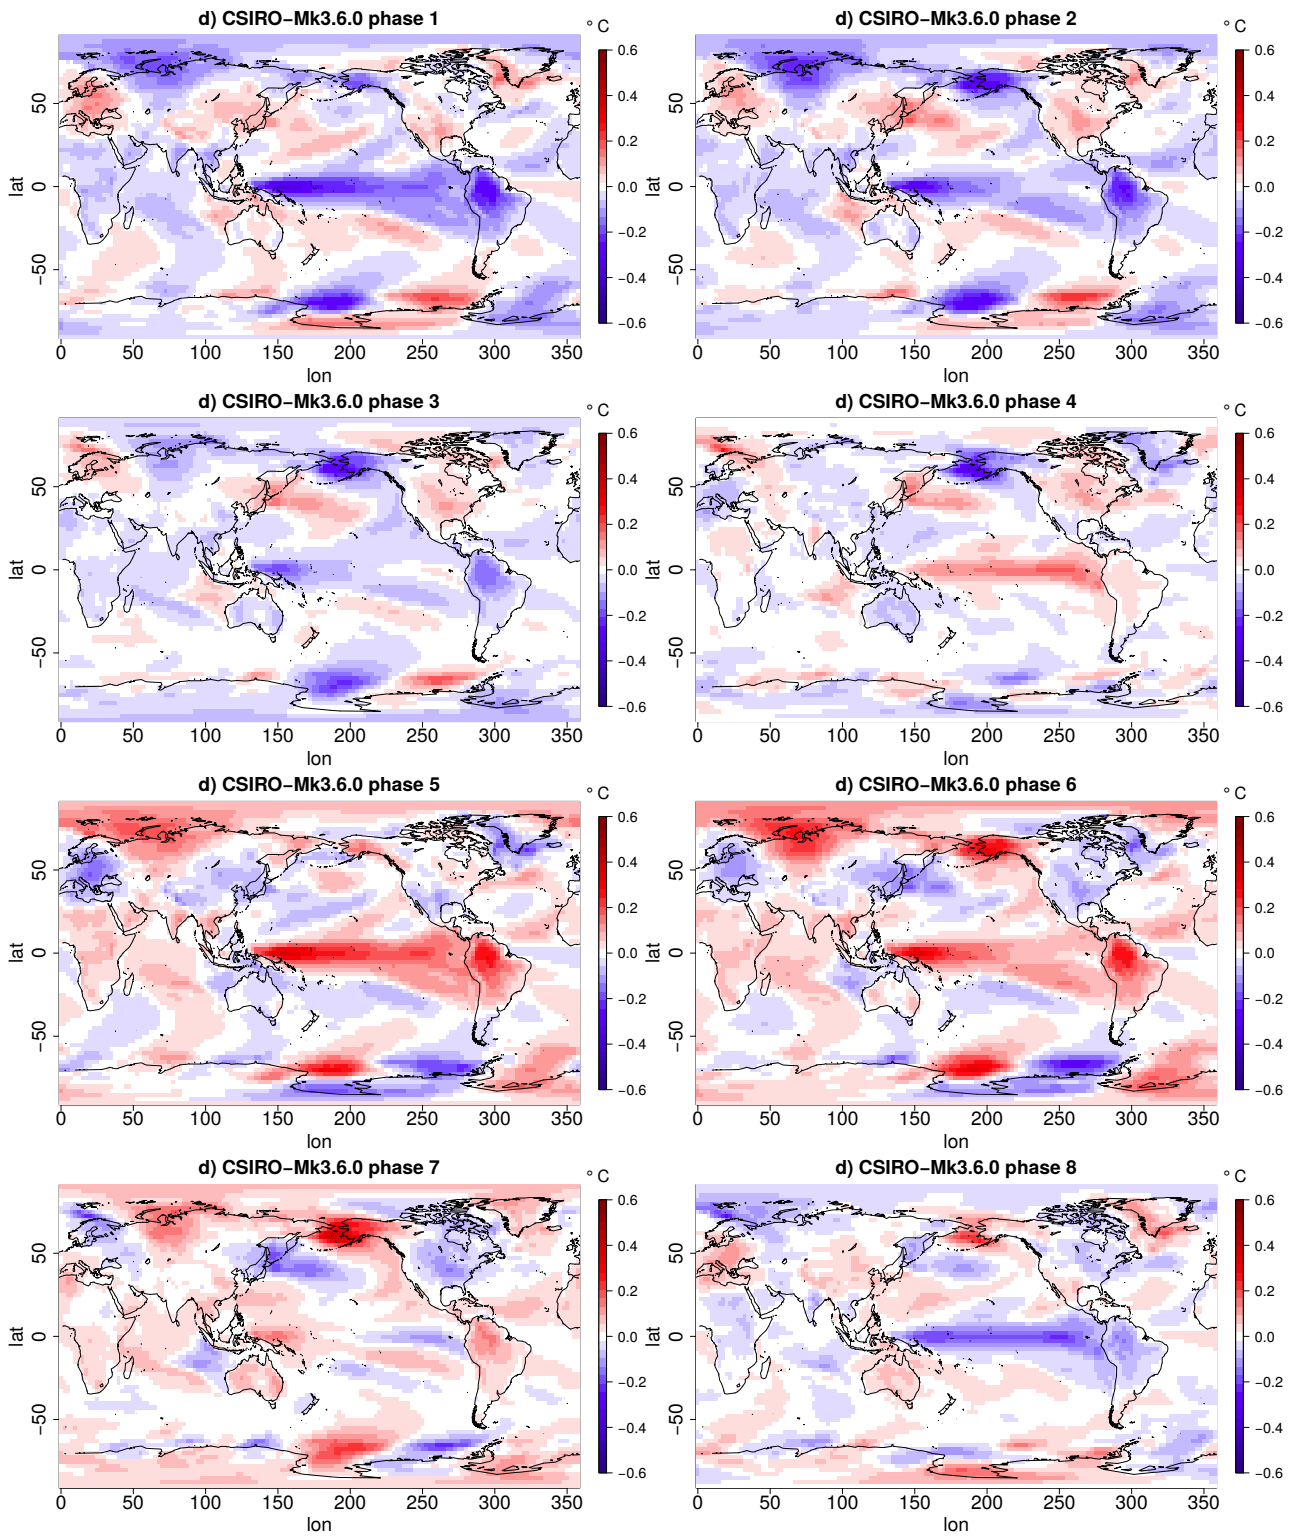 d) CSIRO−Mk3.6.0 phase 1
° C
lat
50
0
−50
0 50 100 150 200 250 300 350
lon
0.6
0.4
0.2
0.0
−0.2
−0.4
−0.6
d) CSIRO−Mk3.6.0 phase 2
° C
lat
50
0
−50
0 50 100 150 200 250 300 350
lon
0.6
0.4
0.2
0.0
−0.2
−0.4
−0.6
d) CSIRO−Mk3.6.0 phase 3
° C
lat
50
0
−50
0 50 100 150 200 250 300 350
lon
0.6
0.4
0.2
0.0
−0.2
−0.4
−0.6
d) CSIRO−Mk3.6.0 phase 4
° C
lat
50
0
−50
0 50 100 150 200 250 300 350
lon
0.6
0.4
0.2
0.0
−0.2
−0.4
−0.6
d) CSIRO−Mk3.6.0 phase 5
° C
lat
50
0
−50
0 50 100 150 200 250 300 350
lon
0.6
0.4
0.2
0.0
−0.2
−0.4
−0.6
d) CSIRO−Mk3.6.0 phase 6
° C
lat
50
0
−50
0 50 100 150 200 250 300 350
lon
0.6
0.4
0.2
0.0
−0.2
−0.4
−0.6
d) CSIRO−Mk3.6.0 phase 7
° C
lat
50
0
−50
0 50 100 150 200 250 300 350
lon
0.6
0.4
0.2
0.0
−0.2
−0.4
−0.6
d) CSIRO−Mk3.6.0 phase 8
° C
lat
50
0
−50
0 50 100 150 200 250 300 350
lon
0.6
0.4
0.2
0.0
−0.2
−0.4
−0.6